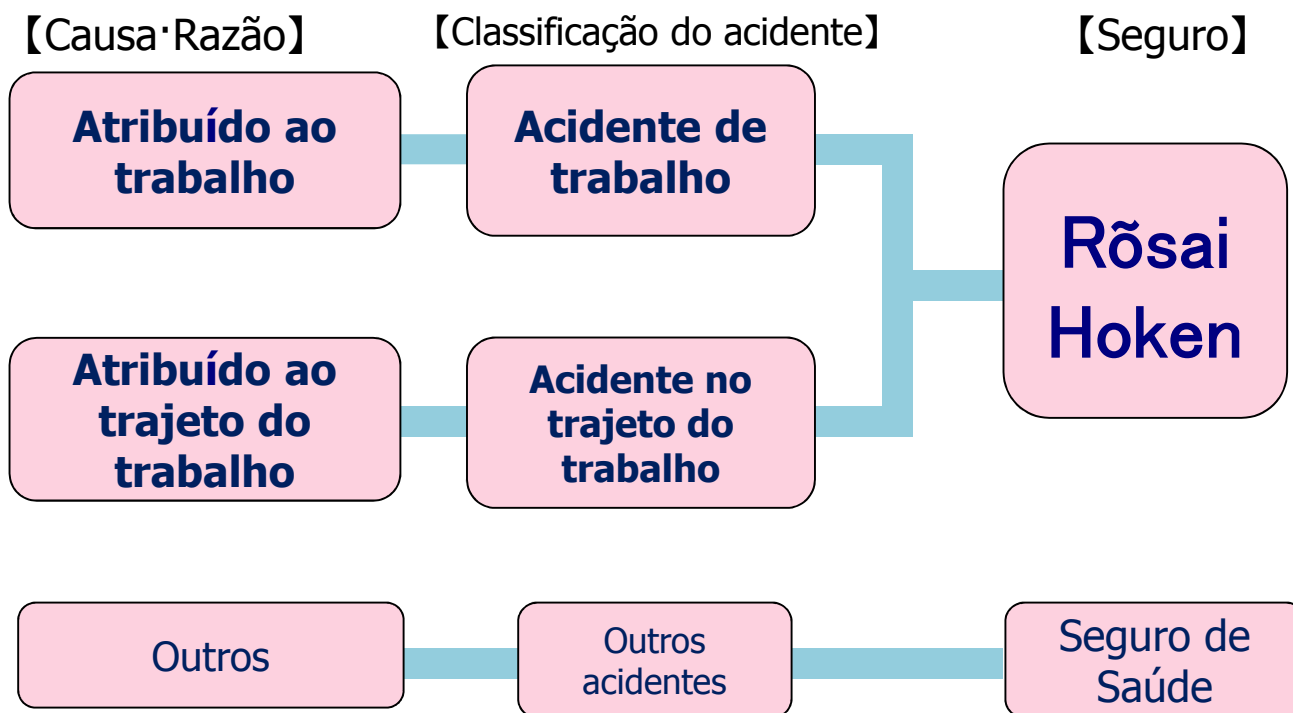 【Causa·Razão】
【Classificação do acidente】
【Seguro】
Atribuído ao
trabalho
Acidente de
trabalho
Rõsai
Hoken
Atribuído ao
trajeto do
trabalho
Acidente no
trajeto do
trabalho
Outros
Outros
acidentes
Seguro de
Saúde